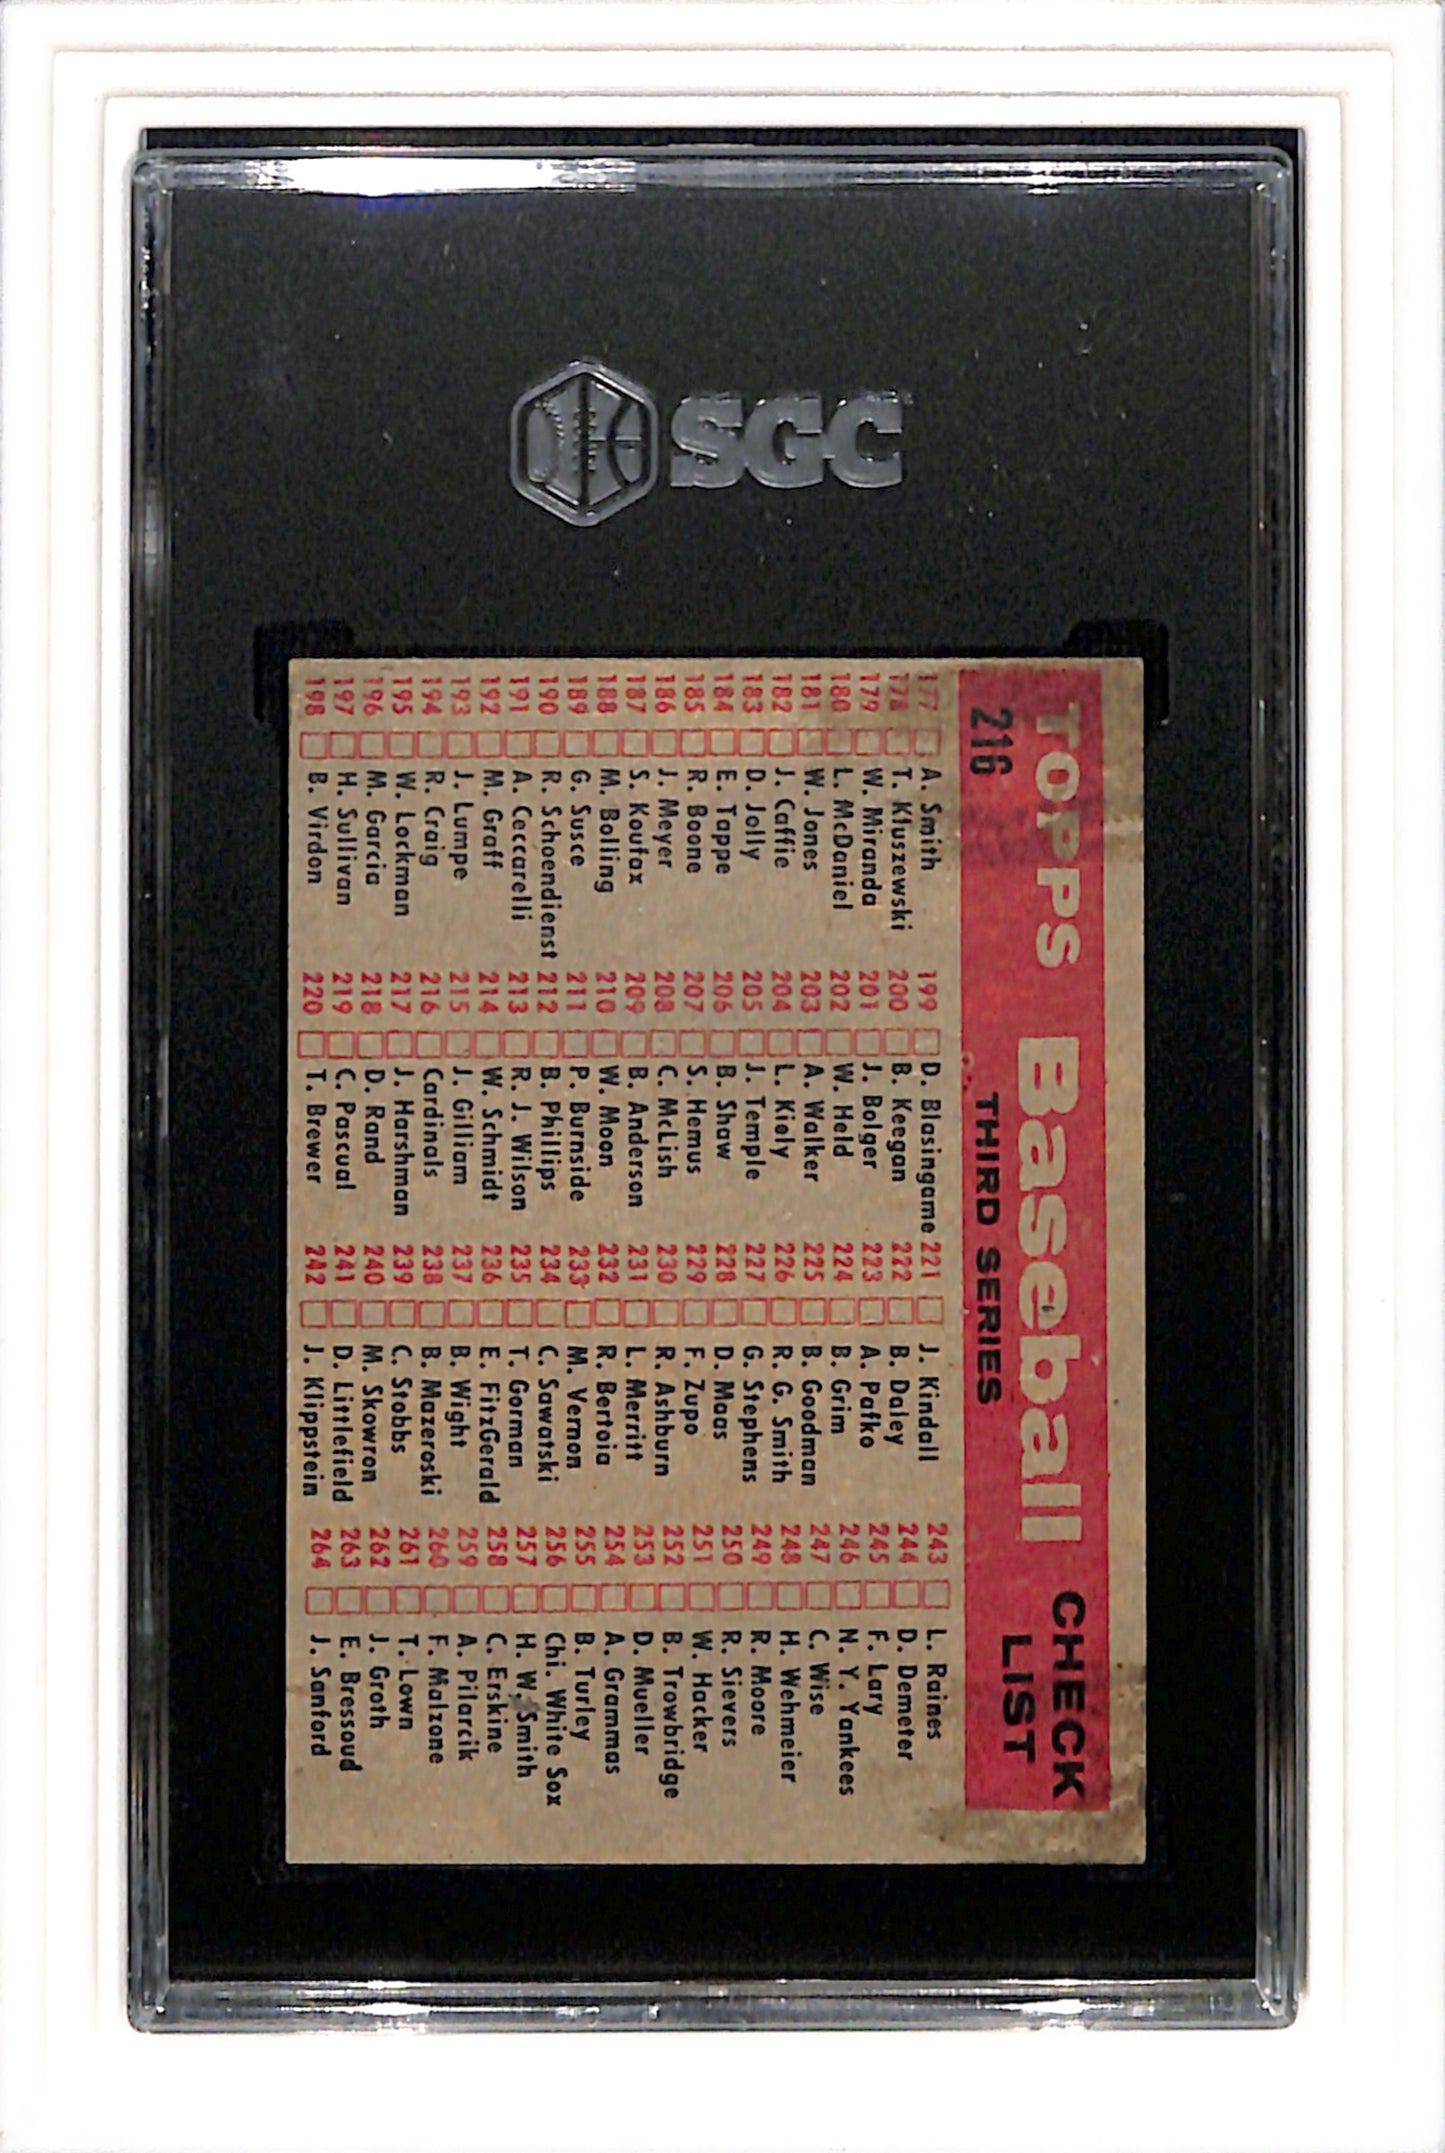 SGC
TOPPS Baseball CHECK LIST
216
THIRD SERIES
177 A. Smith
178 T. Kluszewski
179 W. Miranda
180 L. McDaniel
181 W. Jones
182 J. Caffie
183 D. Jolly
184 E. Tappe
185 R. Boone
186 J. Meyer
187 S. Koufax
188 M. Bolling
189 G. Susce
190 R. Schoendienst
191 A. Ceccarelli
192 M. Graff
193 J. Lumpe
194 R. Craig
195 W. Lockman
196 M. Garcia
197 H. Sullivan
198 B. Virdon
199 D. Blasingame
200 B. Keegan
201 J. Bolger
202 W. Held
203 A. Walker
204 L. Kiely
205 J. Temple
206 B. Shaw
207 S. Hemus
208 C. McLish
209 B. Anderson
210 W. Moon
211 P. Burnside
212 B. Phillips
213 R. J. Wilson
214 W. Schmidt
215 J. Gilliam
216 Cardinals
217 J. Harshman
218 D. Rand
219 C. Pascual
220 T. Brewer
221 J. Kindall
222 B. Daley
223 A. Pafko
224 B. Grim
225 B. Goodman
226 R. G. Smith
227 G. Stephens
228 D. Maas
229 F. Zupo
230 R. Ashburn
231 L. Merritt
232 R. Bertoia
233 M. Vernon
234 C. Sawatski
235 T. Gorman
236 E. FitzGerald
237 B. Wight
238 B. Mazeroski
239 C. Stobbs
240 M. Skowron
241 D. Littlefield
242 J. Klippstein
243 L. Raines
244 D. Demeter
245 F. Lary
246 N. Y. Yankees
247 C. Wise
248 H. Wehmeier
249 R. Moore
250 R. Sievers
251 W. Hacker
252 B. Trowbridge
253 D. Mueller
254 A. Grammas
255 B. Turley
256 Chi. White Sox
257 H. W. Smith
258 C. Erskine
259 A. Pilarcik
260 F. Malzone
261 T. Lown
262 J. Groth
263 E. Bressoud
264 J. Sanford